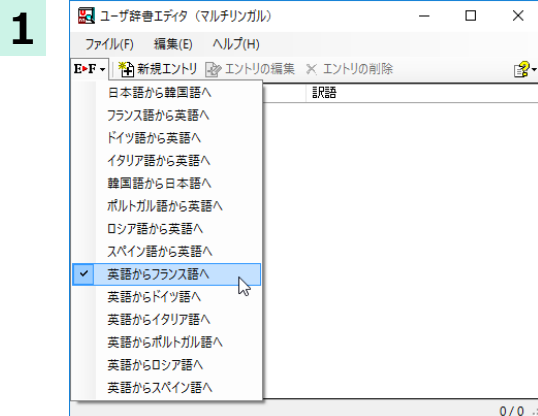 1
ユーザ辞書エディタ (マルチリンガル)
ファイル(F) 編集(E) ヘルプ(H)
E▸F 新規エントリ エントリの編集 エントリの削除
訳語
日本語から韓国語へ
フランス語から英語へ
ドイツ語から英語へ
イタリア語から英語へ
韓国語から日本語へ
ポルトガル語から英語へ
ロシア語から英語へ
スペイン語から英語へ
英語からフランス語へ
英語からドイツ語へ
英語からイタリア語へ
英語からポルトガル語へ
英語からロシア語へ
英語からスペイン語へ
0/0